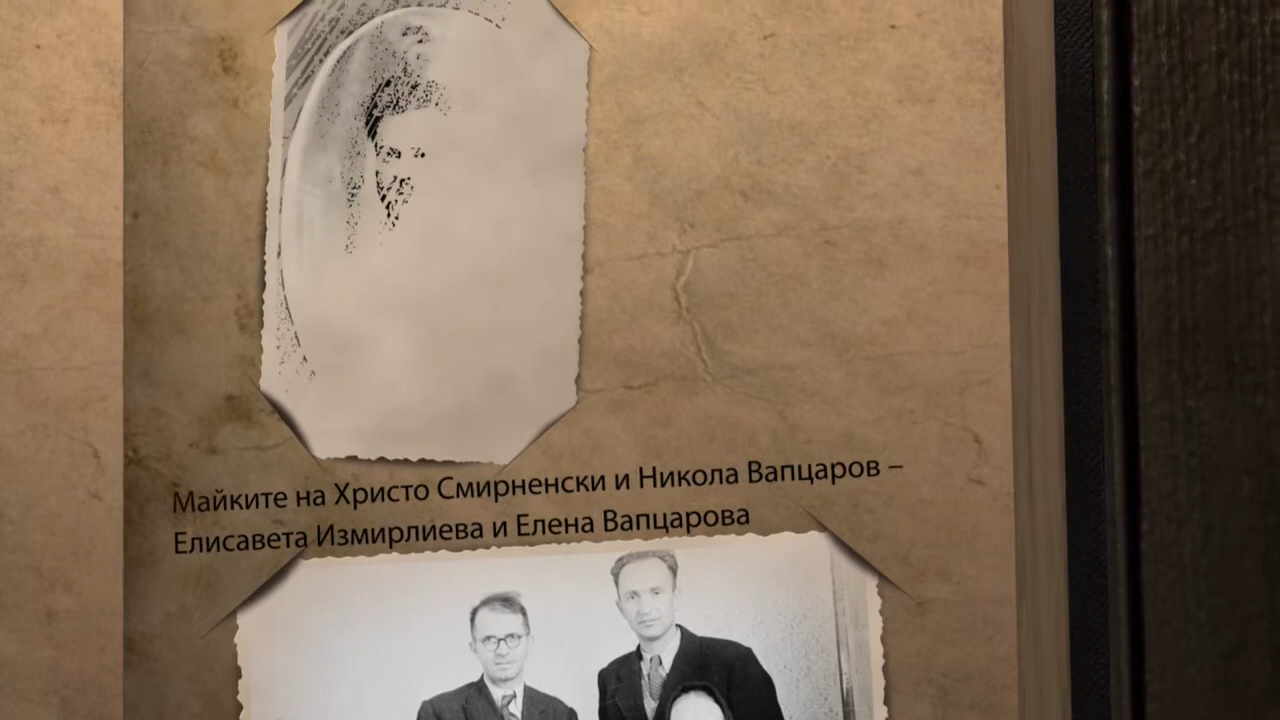 Майките на Христо Смирненски и Никола Вапцаров –
Елисавета Измирлиева и Елена Вапцарова